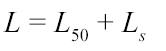 L = L₅₀ + Lₛ